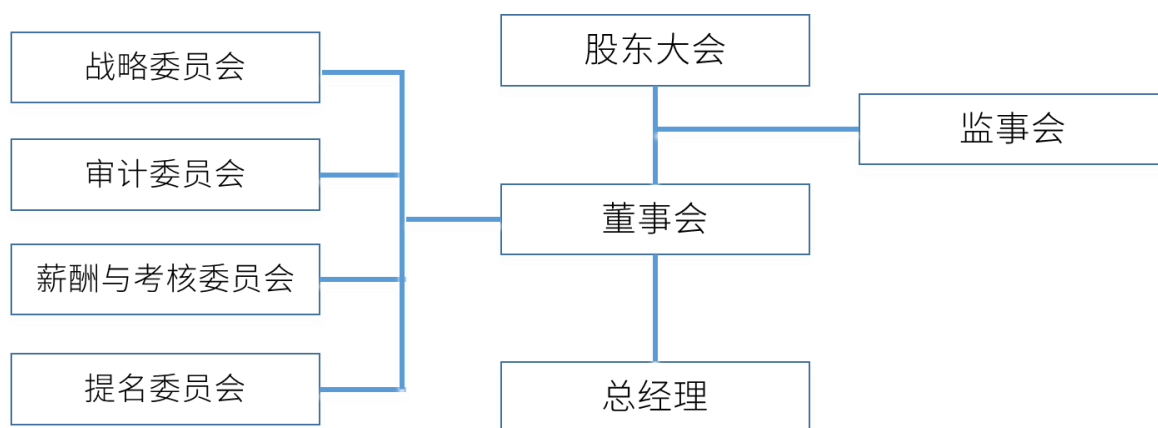 战略委员会
审计委员会
薪酬与考核委员会
提名委员会
股东大会
董事会
总经理
监事会